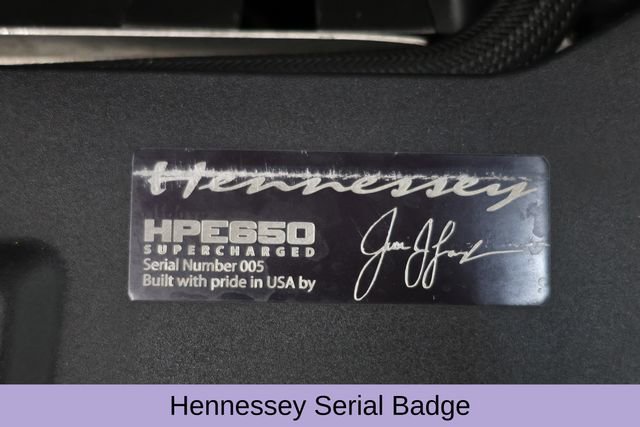 Hennessey
HPE650
SUPERCHARGED
Serial Number 005
Built with pride in USA by
Hennessey Serial Badge